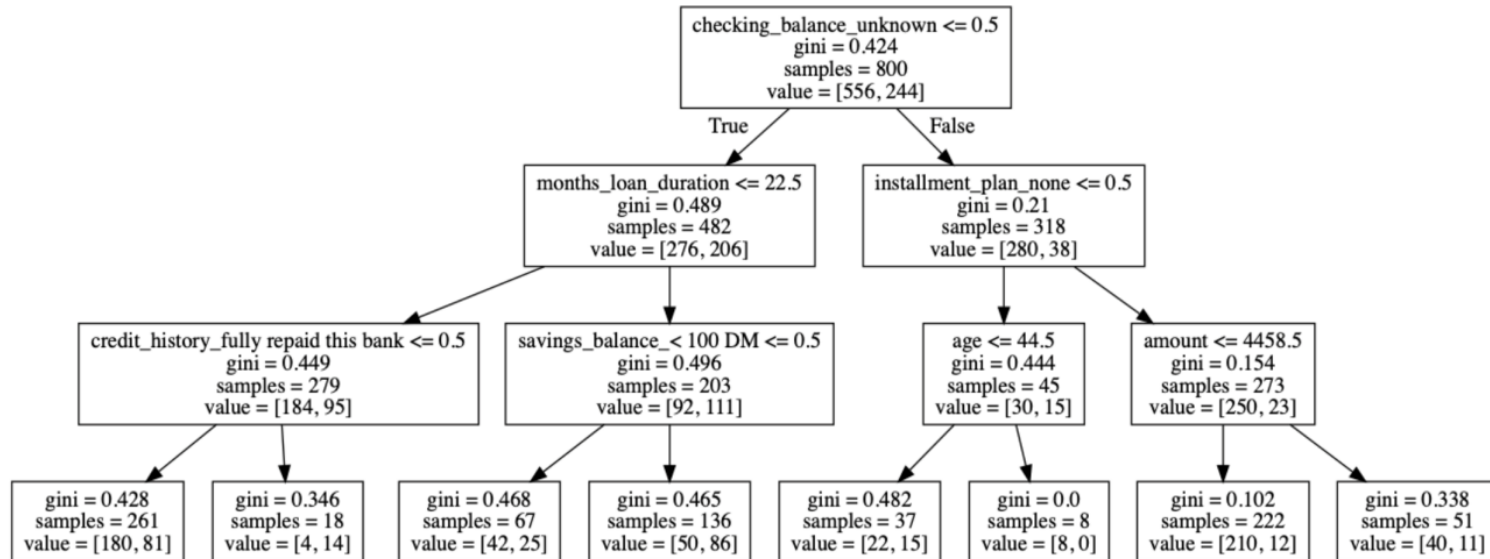 checking_balance_unknown <= 0.5
gini = 0.424
samples = 800
value = [556, 244]
True
False
months_loan_duration <= 22.5
gini = 0.489
samples = 482
value = [276, 206]
installment_plan_none <= 0.5
gini = 0.21
samples = 318
value = [280, 38]
credit_history_fully repaid this bank <= 0.5
gini = 0.449
samples = 279
value = [184, 95]
savings_balance_< 100 DM <= 0.5
gini = 0.496
samples = 203
value = [92, 111]
age <= 44.5
gini = 0.444
samples = 45
value = [30, 15]
amount <= 4458.5
gini = 0.154
samples = 273
value = [250, 23]
gini = 0.428
samples = 261
value = [180, 81]
gini = 0.346
samples = 18
value = [4, 14]
gini = 0.468
samples = 67
value = [42, 25]
gini = 0.465
samples = 136
value = [50, 86]
gini = 0.482
samples = 37
value = [22, 15]
gini = 0.0
samples = 8
value = [8, 0]
gini = 0.102
samples = 222
value = [210, 12]
gini = 0.338
samples = 51
value = [40, 11]